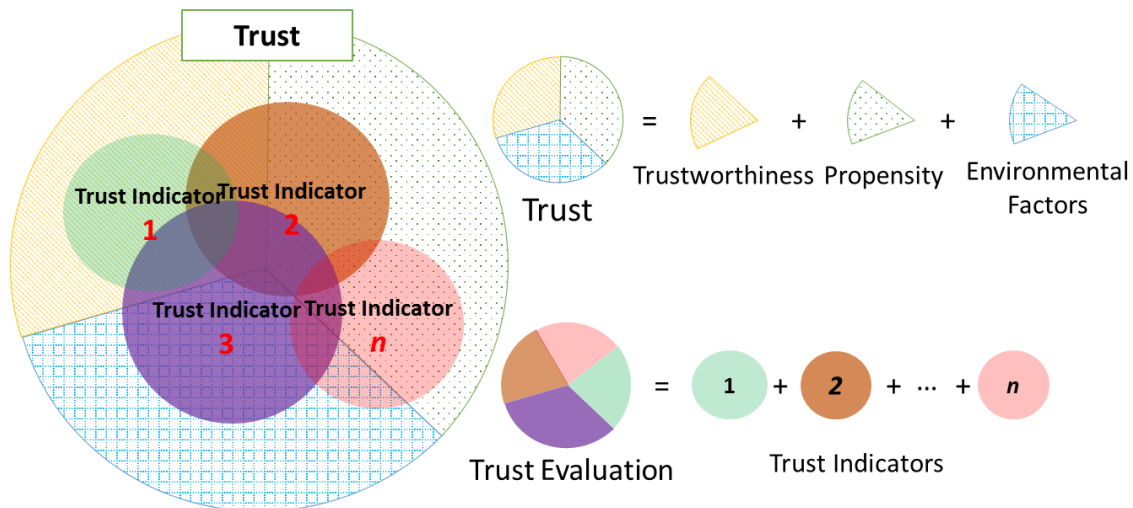 Trust
Trust Indicator
1
Trust Indicator
2
Trust Indicator
3
Trust Indicator
n
= + +
Trust
Trustworthiness
Propensity
Environmental
Factors
= 1 + 2 + ... + n
Trust Evaluation
Trust Indicators